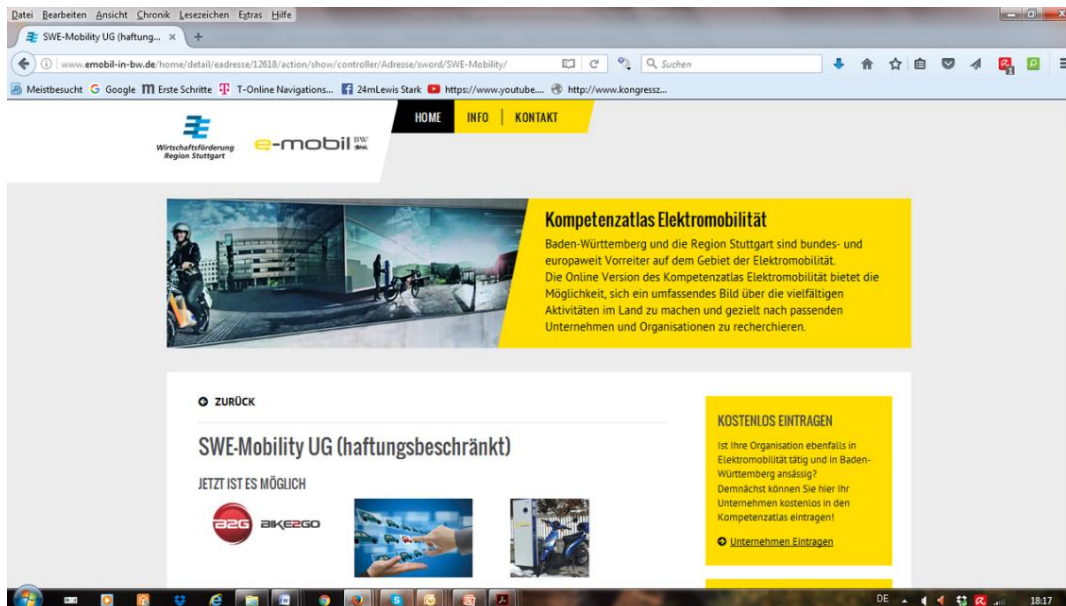 Datei Bearbeiten Ansicht Chronik Lesezeichen Extras Hilfe
SWE-Mobility UG (haftung...
www.emobil-in-bw.de/home/detail/eadresse/12618/action/show/controller/Adresse/sword/SWE-Mobility/
Suchen
Meistbesucht Google Erste Schritte T-Online Navigations... 24mLewis Stark https://www.youtube.... http://www.kongressz...
HOME INFO | KONTAKT
Wirtschaftsförderung
Region Stuttgart
e-mobil BW
Kompetenzatlas Elektromobilität
Baden-Württemberg und die Region Stuttgart sind bundes- und
europaweit Vorreiter auf dem Gebiet der Elektromobilität.
Die Online Version des Kompetenzatlas Elektromobilität bietet die
Möglichkeit, sich ein umfassendes Bild über die vielfältigen
Aktivitäten im Land zu machen und gezielt nach passenden
Unternehmen und Organisationen zu recherchieren.
ZURÜCK
SWE-Mobility UG (haftungsbeschränkt)
JETZT IST ES MÖGLICH
B2G BIKE2GO
KOSTENLOS EINTRAGEN
Ist Ihre Organisation ebenfalls in
Elektromobilität tätig und in Baden-
Württemberg ansässig?
Demnächst können Sie hier Ihr
Unternehmen kostenlos in den
Kompetenzatlas eintragen!
Unternehmen Eintragen
DE 18:17